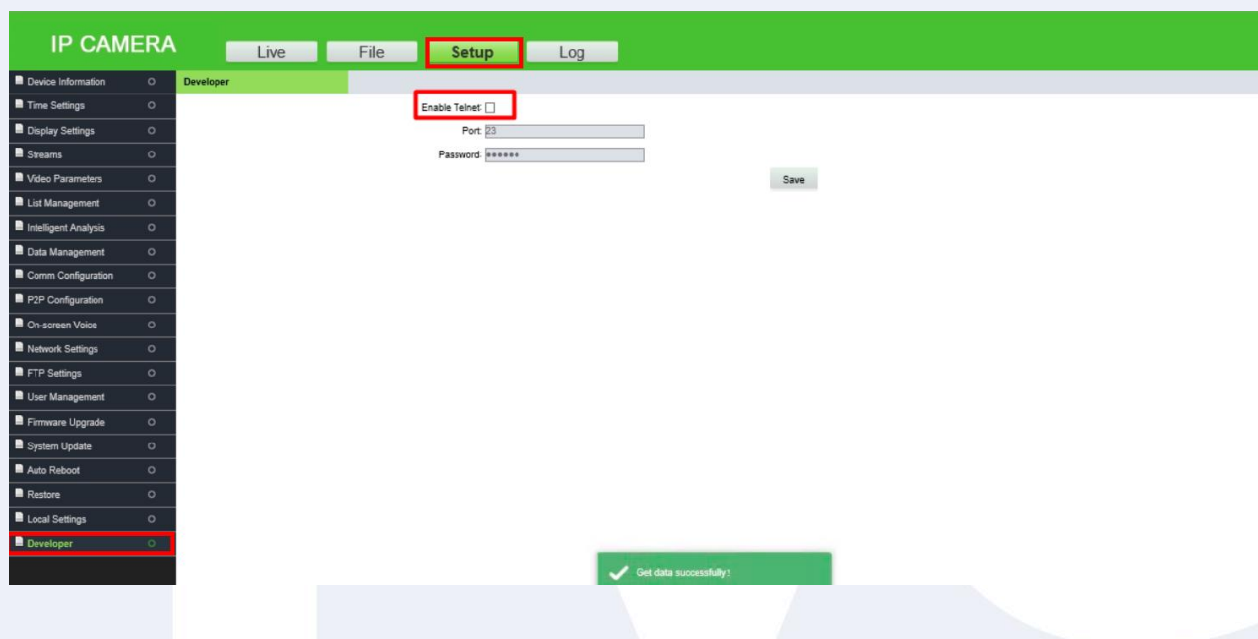 IP CAMERA
Live
File
Setup
Log
Device Information
Time Settings
Display Settings
Streams
Video Parameters
List Management
Intelligent Analysis
Data Management
Comm Configuration
P2P Configuration
On-screen Voice
Network Settings
FTP Settings
User Management
Firmware Upgrade
System Update
Auto Reboot
Restore
Local Settings
Developer
Developer
Enable Telnet:
Port: 23
Password: ••••••
Save
Get data successfully!